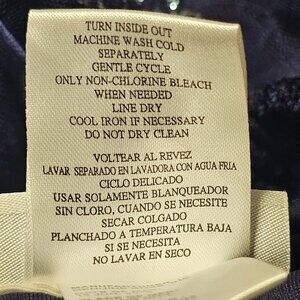 TURN INSIDE OUT
MACHINE WASH COLD
SEPARATELY
GENTLE CYCLE
ONLY NON-CHLORINE BLEACH
WHEN NEEDED
LINE DRY
COOL IRON IF NECESSARY
DO NOT DRY CLEAN
VOLTEAR AL REVEZ
LAVAR SEPARADO EN LAVADORA CON AGUA FRIA
CICLO DELICADO
USAR SOLAMENTE BLANQUEADOR
SIN CLORO, CUANDO SE NECESITE
SECAR COLGADO
PLANCHADO A TEMPERATURA BAJA
SI SE NECESITA
NO LAVAR EN SECO